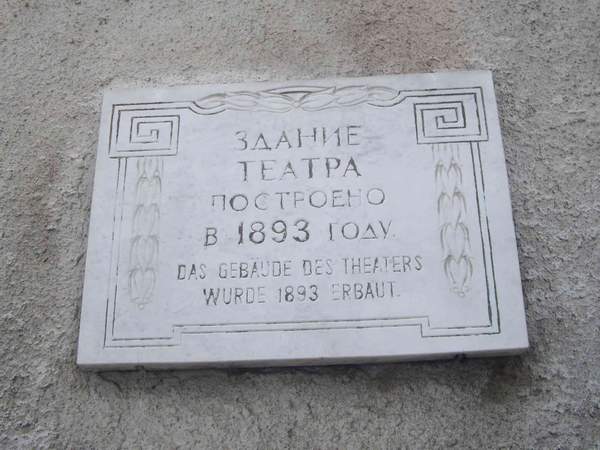 ЗДАНИЕ
ТЕАТРА
ПОСТРОЕНО
В 1893 ГОДУ.
DAS GEBÄUDE DES THEATERS
WURDE 1893 ERBAUT.